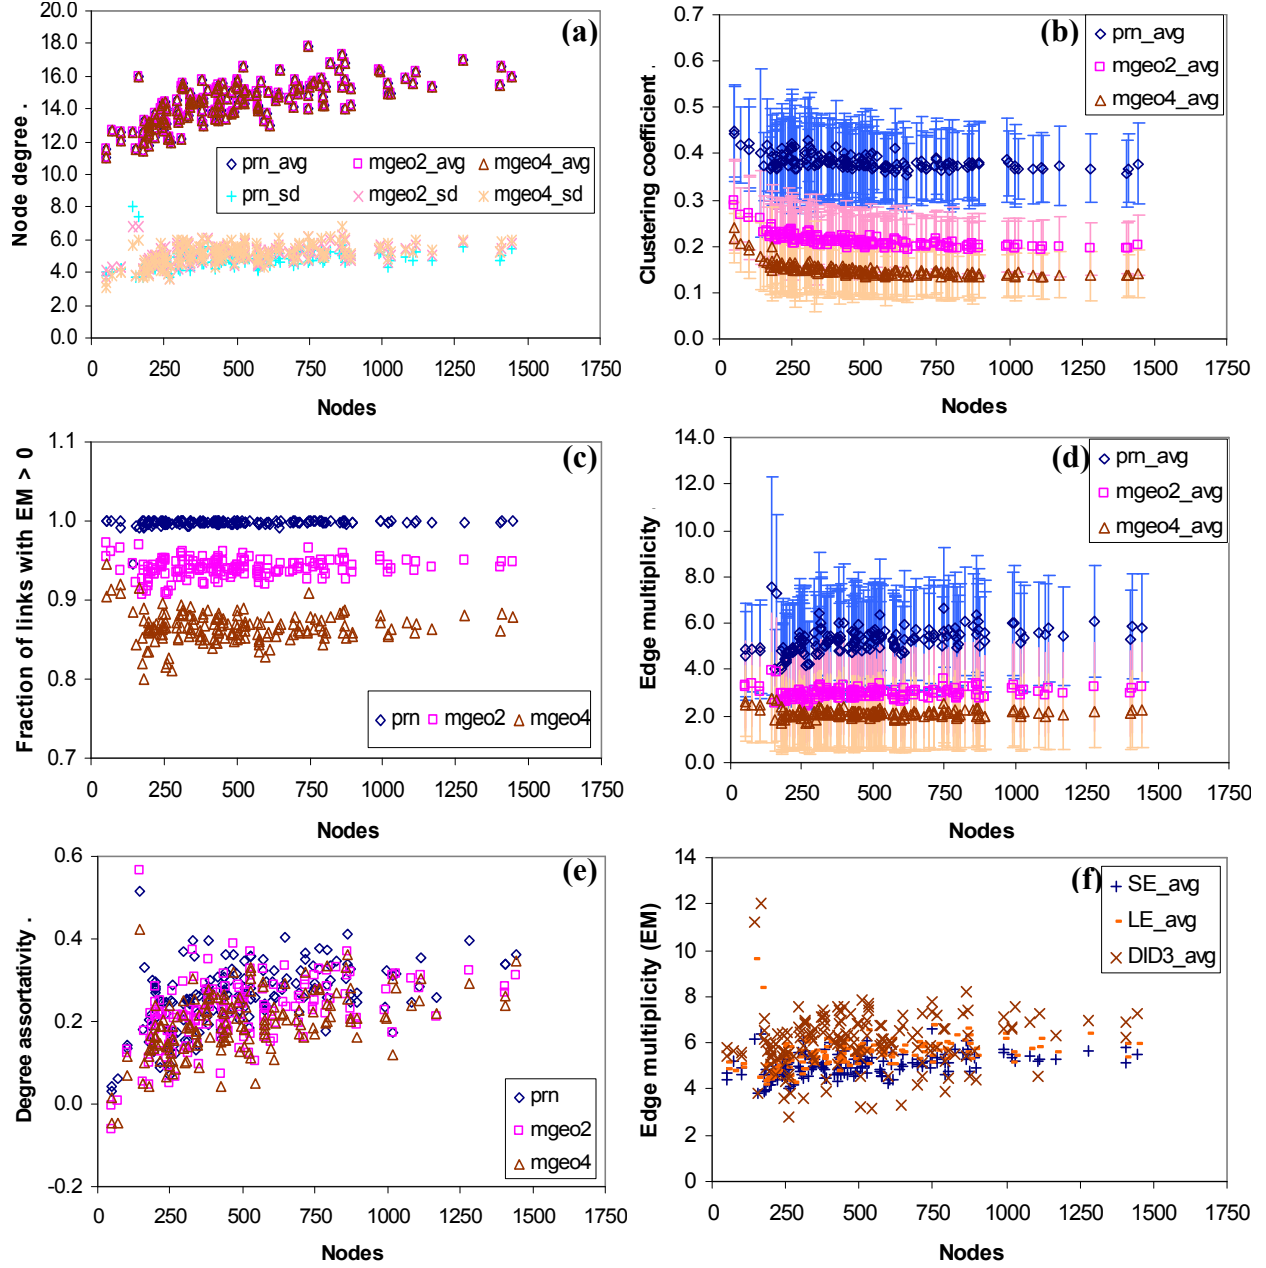 (a)
Node degree .
20.0
18.0
16.0
14.0
12.0
10.0
8.0
6.0
4.0
2.0
0.0
prn_avg mgeo2_avg mgeo4_avg
prn_sd mgeo2_sd mgeo4_sd
0 250 500 750 1000 1250 1500 1750
Nodes
(b)
Clustering coefficient .
0.7
0.6
0.5
0.4
0.3
0.2
0.1
0.0
prn_avg
mgeo2_avg
mgeo4_avg
0 250 500 750 1000 1250 1500 1750
Nodes
(c)
Fraction of links with EM > 0
1.1
1.0
0.9
0.8
0.7
prn mgeo2 mgeo4
0 250 500 750 1000 1250 1500 1750
Nodes
(d)
Edge multiplicity .
14.0
12.0
10.0
8.0
6.0
4.0
2.0
0.0
prn_avg
mgeo2_avg
mgeo4_avg
0 250 500 750 1000 1250 1500 1750
Nodes
(e)
Degree assortativity .
0.6
0.4
0.2
0.0
-0.2
prn
mgeo2
mgeo4
0 250 500 750 1000 1250 1500 1750
Nodes
(f)
Edge multiplicity (EM)
14
12
10
8
6
4
2
0
SE_avg
LE_avg
DID3_avg
0 250 500 750 1000 1250 1500 1750
Nodes